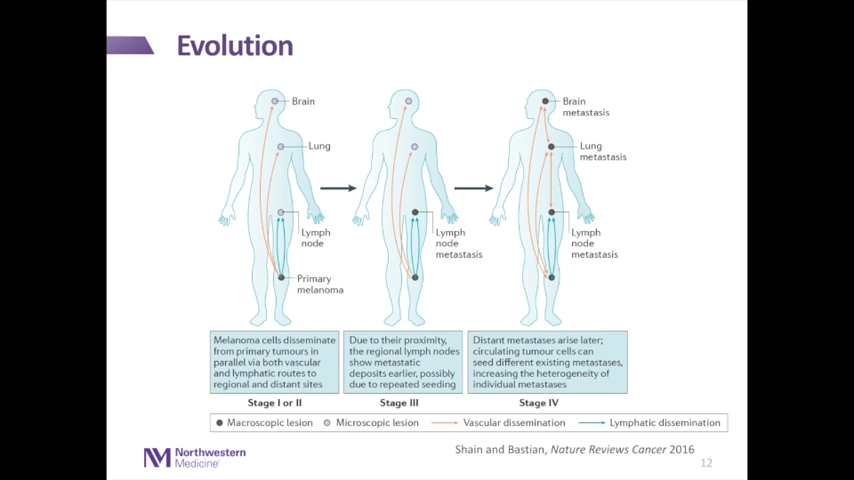 Evolution
Brain
Lung
Lymph
node
Primary
melanoma
Lymph
node
metastasis
Brain
metastasis
Lung
metastasis
Lymph
node
metastasis
Melanoma cells disseminate
from primary tumours in
parallel via both vascular
and lymphatic routes to
regional and distant sites
Due to their proximity,
the regional lymph nodes
show metastatic
deposits earlier, possibly
due to repeated seeding
Distant metastases arise later;
circulating tumour cells can
seed different existing metastases,
increasing the heterogeneity of
individual metastases
Stage I or II
Stage III
Stage IV
Macroscopic lesion
Microscopic lesion
Vascular dissemination
Lymphatic dissemination
Shain and Bastian, Nature Reviews Cancer 2016
NM Northwestern
Medicine
12